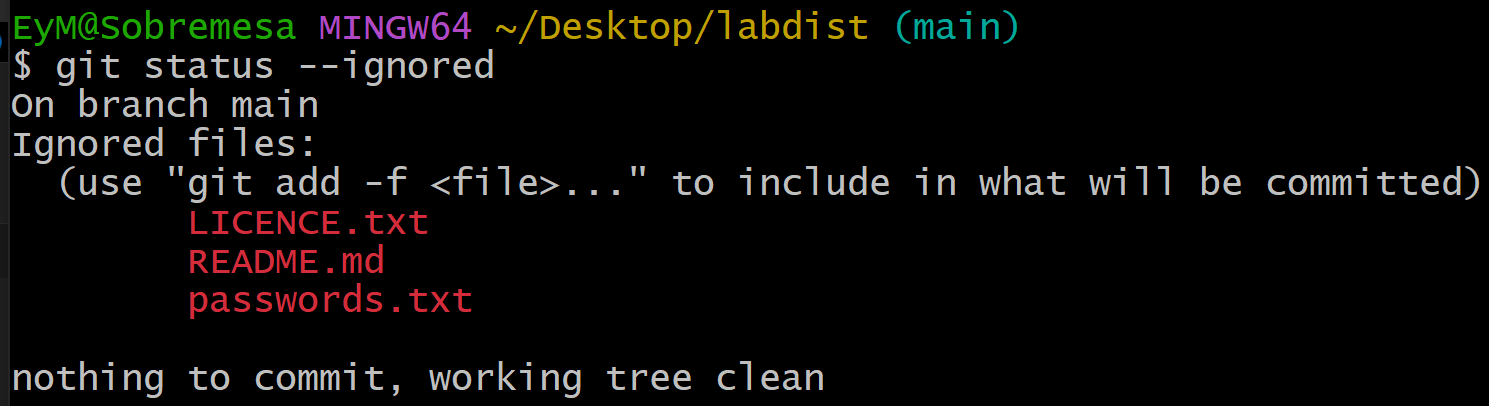 EyM@Sobremesa MINGW64 ~/Desktop/labdist (main)
$ git status --ignored
On branch main
Ignored files:
  (use "git add -f <file>..." to include in what will be committed)
        LICENCE.txt
        README.md
        passwords.txt

nothing to commit, working tree clean